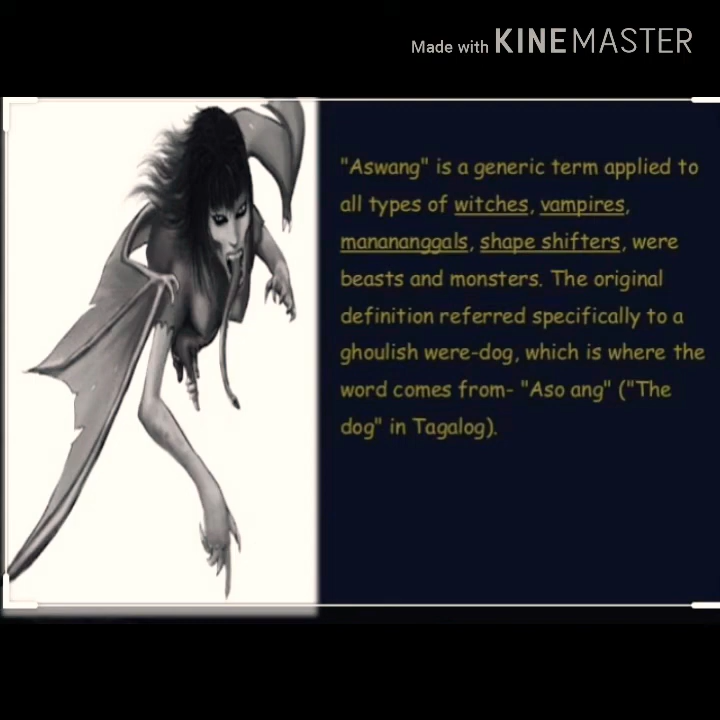 Made with KINEMASTER
"Aswang" is a generic term applied to
all types of witches, vampires,
manananggals, shape shifters, were
beasts and monsters. The original
definition referred specifically to a
ghoulish were-dog, which is where the
word comes from- "Aso ang" ("The
dog" in Tagalog).